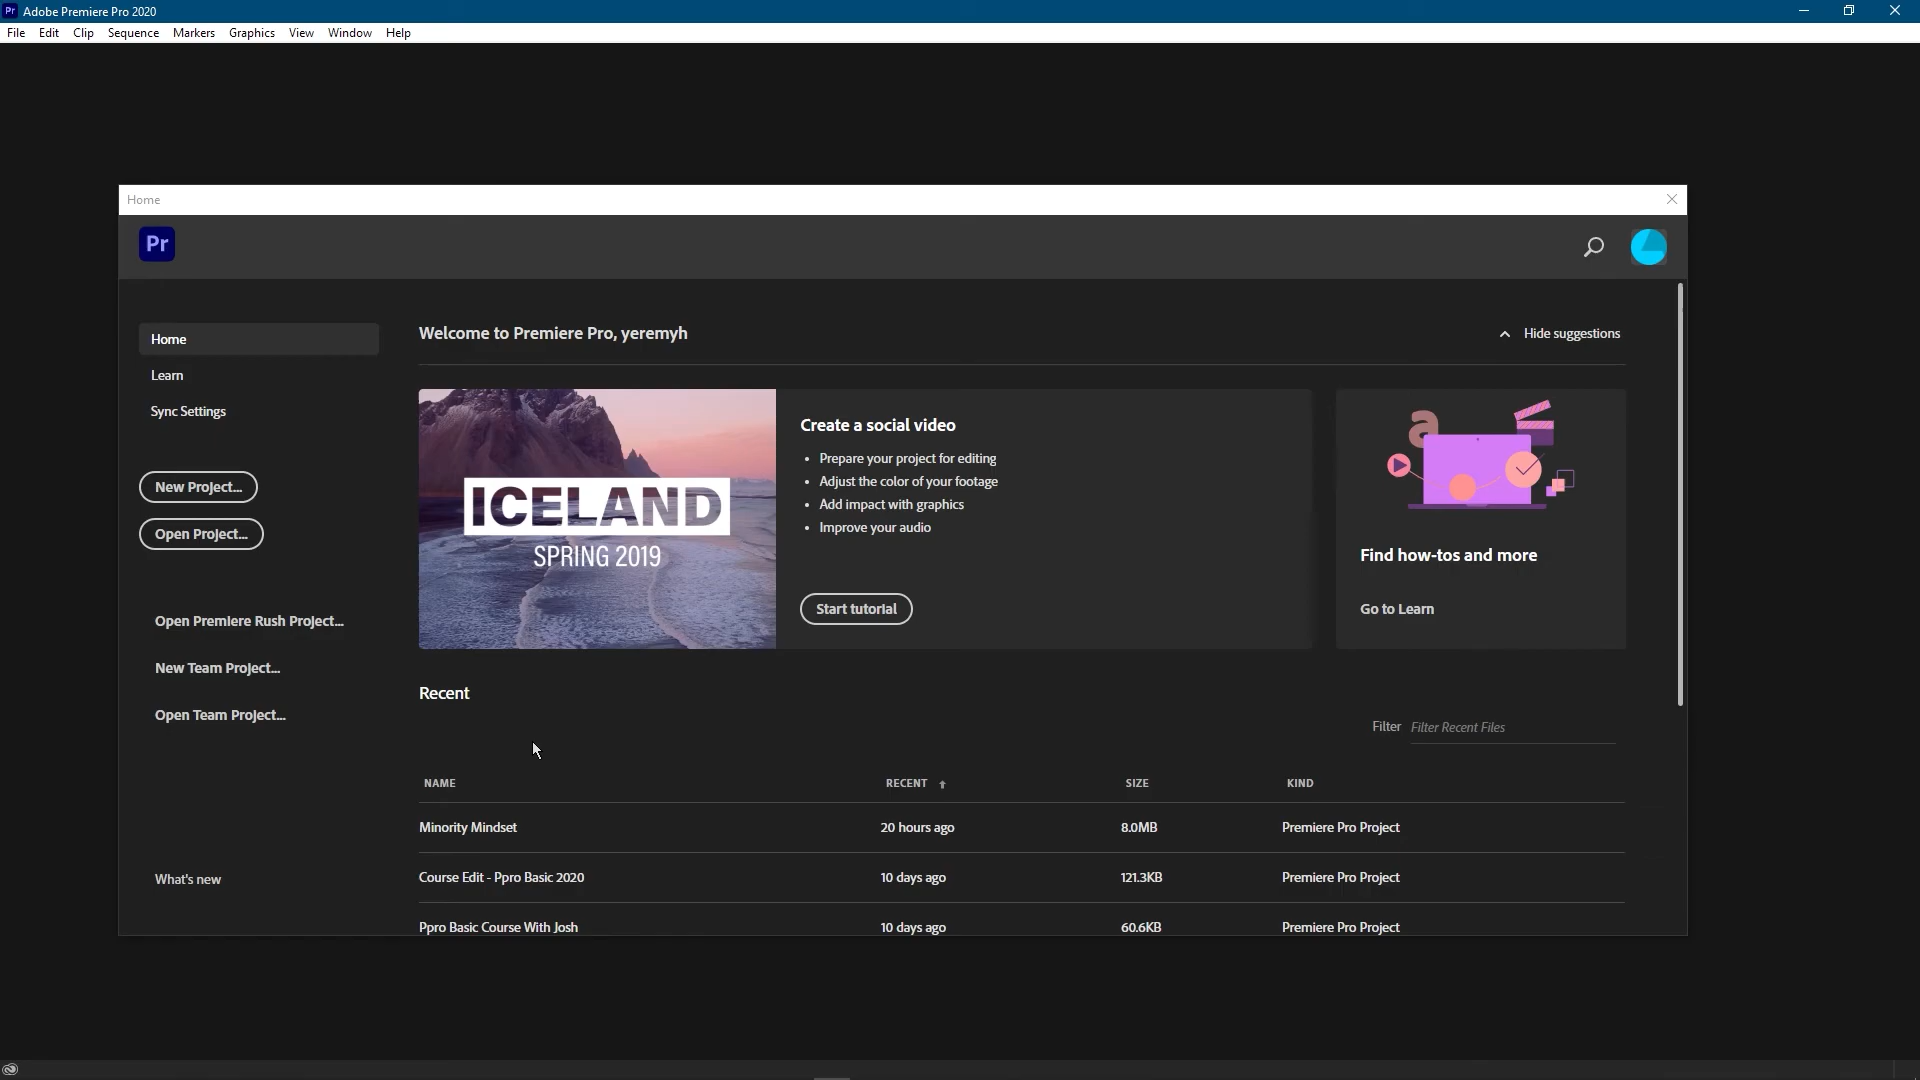 Pr Adobe Premiere Pro 2020
File Edit Clip Sequence Markers Graphics View Window Help
Home
Pr
Home
Learn
Sync Settings
New Project...
Open Project...
Open Premiere Rush Project...
New Team Project...
Open Team Project...
What's new
Welcome to Premiere Pro, yeremyh
Hide suggestions
ICELAND
SPRING 2019
Create a social video
• Prepare your project for editing
• Adjust the color of your footage
• Add impact with graphics
• Improve your audio
Start tutorial
a
Find how-tos and more
Go to Learn
Recent
Filter Filter Recent Files
NAME RECENT SIZE KIND
Minority Mindset 20 hours ago 8.0MB Premiere Pro Project
Course Edit - Ppro Basic 2020 10 days ago 121.3KB Premiere Pro Project
Ppro Basic Course With Josh 10 days ago 60.6KB Premiere Pro Project